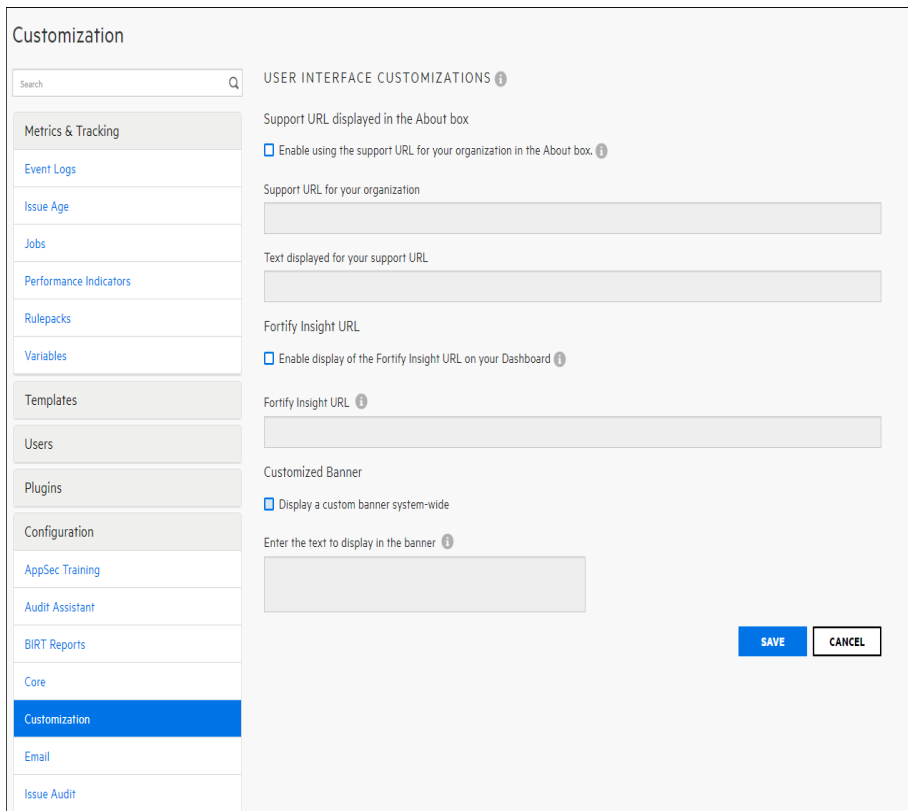 Customization
Search
Metrics & Tracking
Event Logs
Issue Age
Jobs
Performance Indicators
Rulepacks
Variables
Templates
Users
Plugins
Configuration
AppSec Training
Audit Assistant
BIRT Reports
Core
Customization
Email
Issue Audit
USER INTERFACE CUSTOMIZATIONS
Support URL displayed in the About box
Enable using the support URL for your organization in the About box.
Support URL for your organization
Text displayed for your support URL
Fortify Insight URL
Enable display of the Fortify Insight URL on your Dashboard
Fortify Insight URL
Customized Banner
Display a custom banner system-wide
Enter the text to display in the banner
SAVE CANCEL